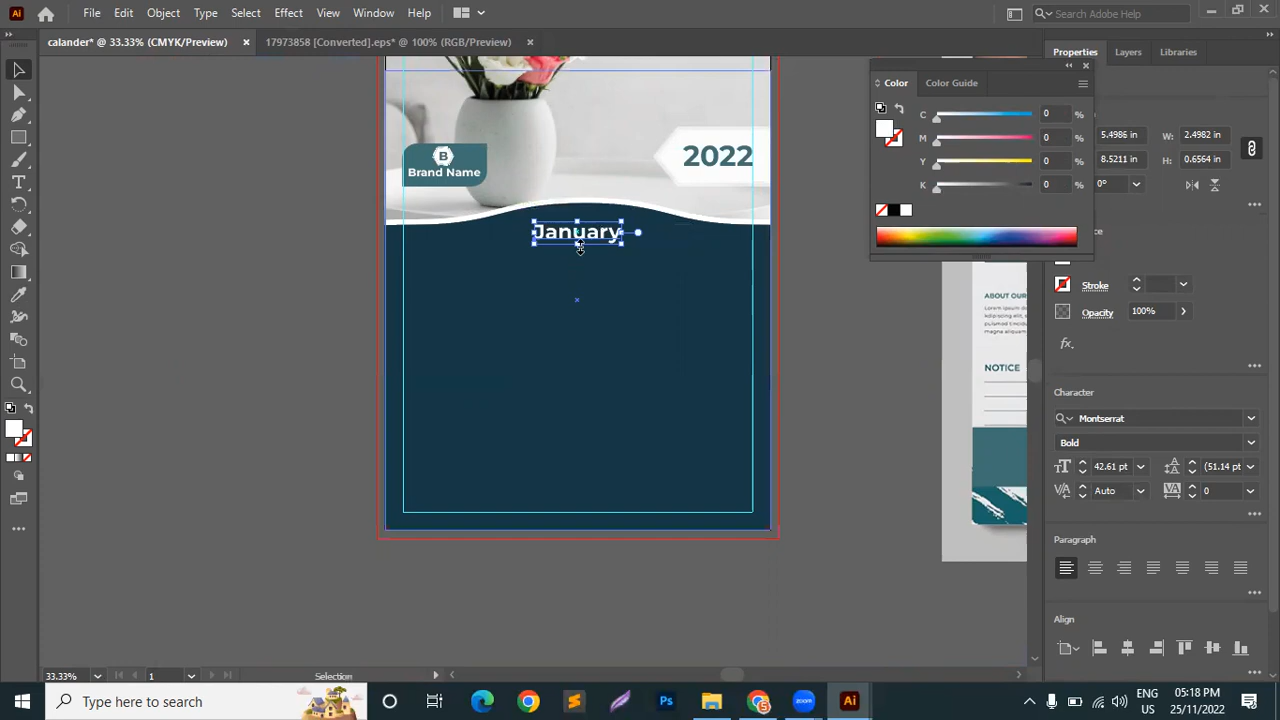 Ai File Edit Object Type Select Effect View Window Help Search Adobe Help
calander* @ 33.33% (CMYK/Preview) × 17973858 [Converted].eps* @ 100% (RGB/Preview) ×
Properties Layers Libraries
Color Color Guide
C 0 %
M 0 %
Y 0 %
K 0 %
5.4986 in W: 2.4982 in
8.5211 in H: 0.6564 in
0°
B
Brand Name
2022
January
Stroke
Opacity 100%
fx.
Character
Montserrat
Bold
42.61 pt (51.14 pt
Auto 0
Paragraph
Align
ABOUT OUR
NOTICE
33.33% 1 Selection
Type here to search
Ps Ai
ENG 05:18 PM
US 25/11/2022